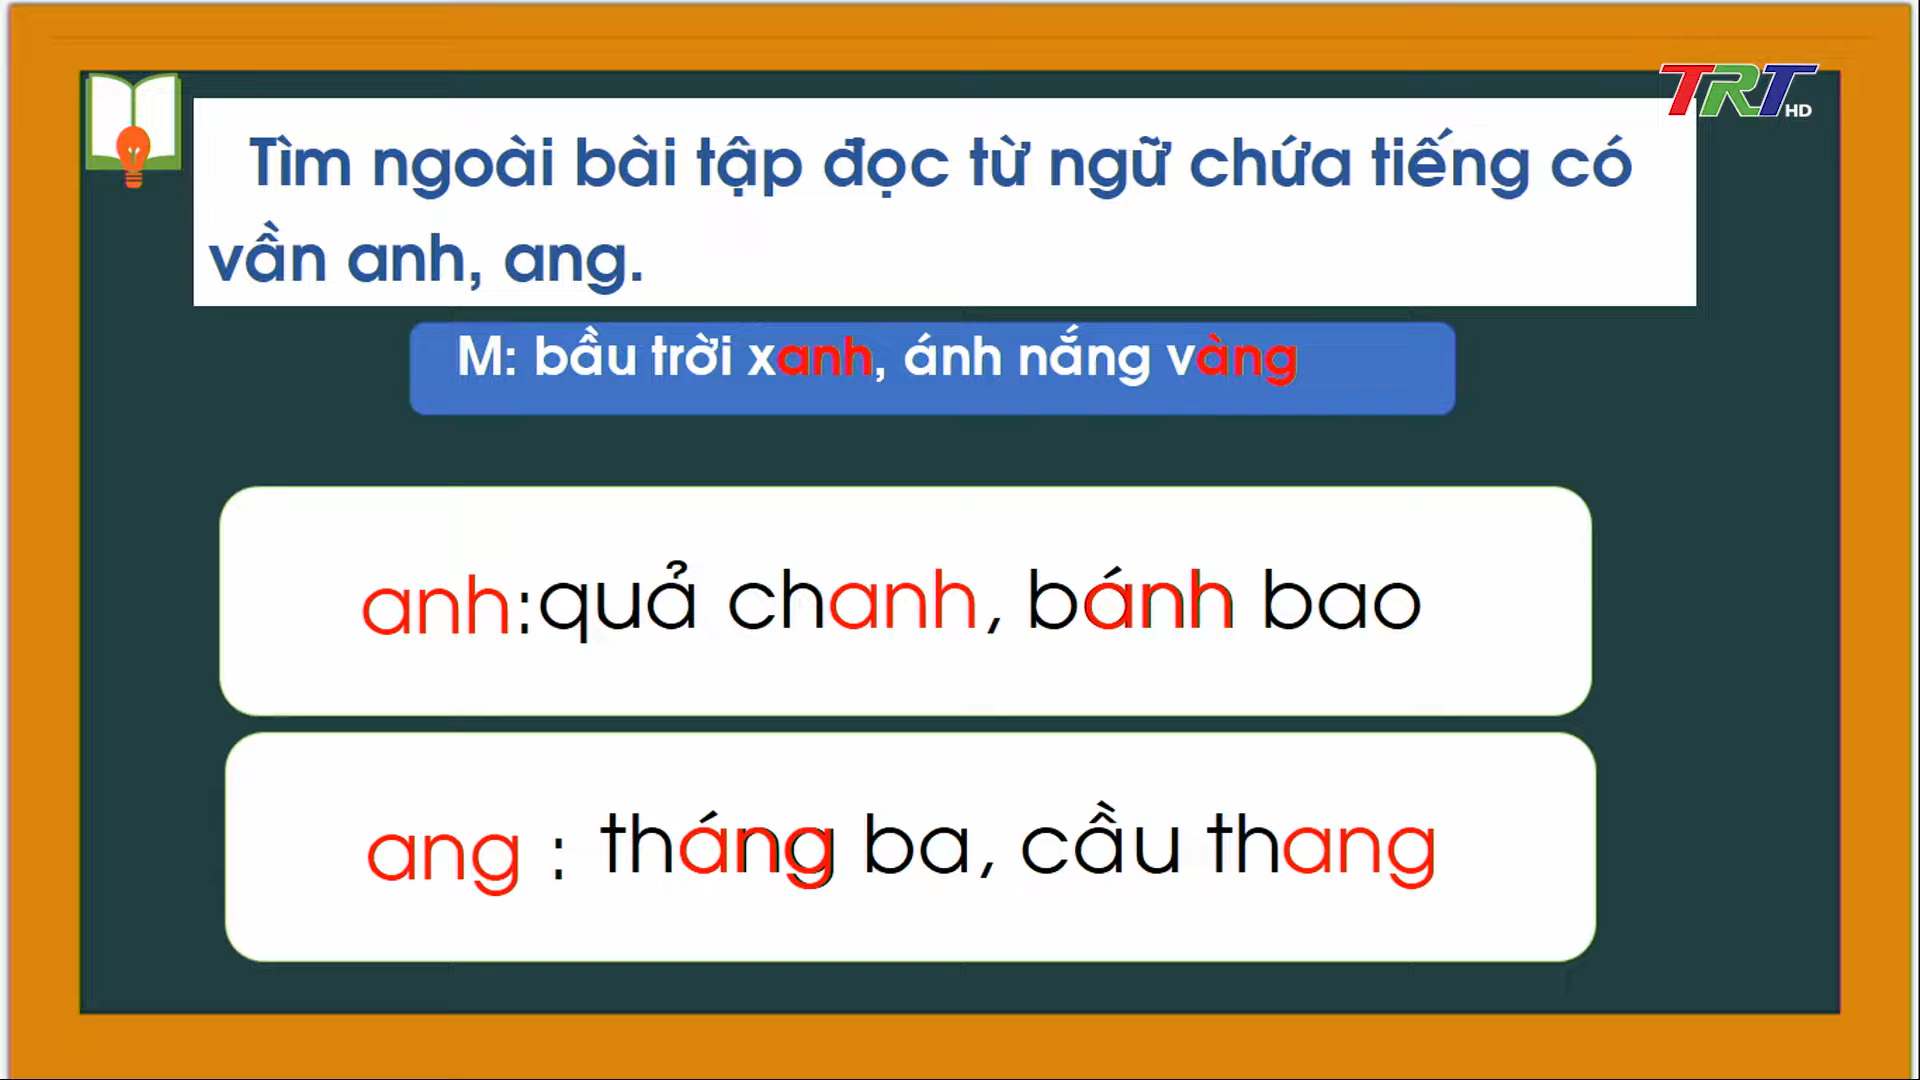 TRT HD
Tìm ngoài bài tập đọc từ ngữ chứa tiếng có
vần anh, ang.
M: bầu trời xanh, ánh nắng vàng
anh:quả chanh, bánh bao
ang : tháng ba, cầu thang